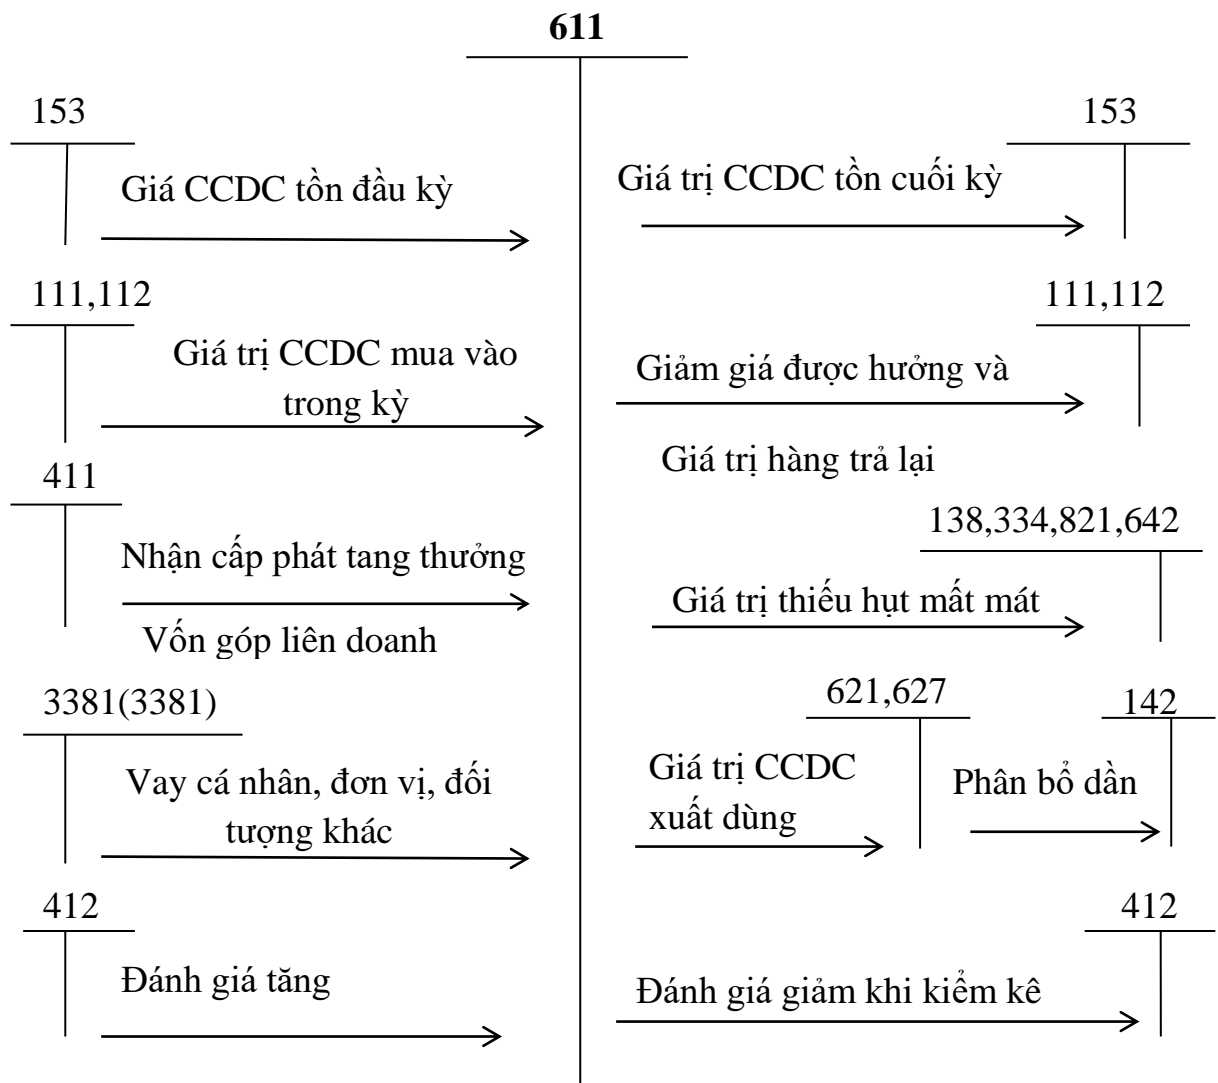 611
153
153
Giá CCDC tồn đầu kỳ
Giá trị CCDC tồn cuối kỳ
111,112
111,112
Giá trị CCDC mua vào
trong kỳ
Giảm giá được hưởng và
Giá trị hàng trả lại
411
138,334,821,642
Nhận cấp phát tang thưởng
Vốn góp liên doanh
Giá trị thiếu hụt mất mát
3381(3381)
621,627
142
Vay cá nhân, đơn vị, đối
tượng khác
Giá trị CCDC
xuất dùng
Phân bổ dần
412
412
Đánh giá tăng
Đánh giá giảm khi kiểm kê